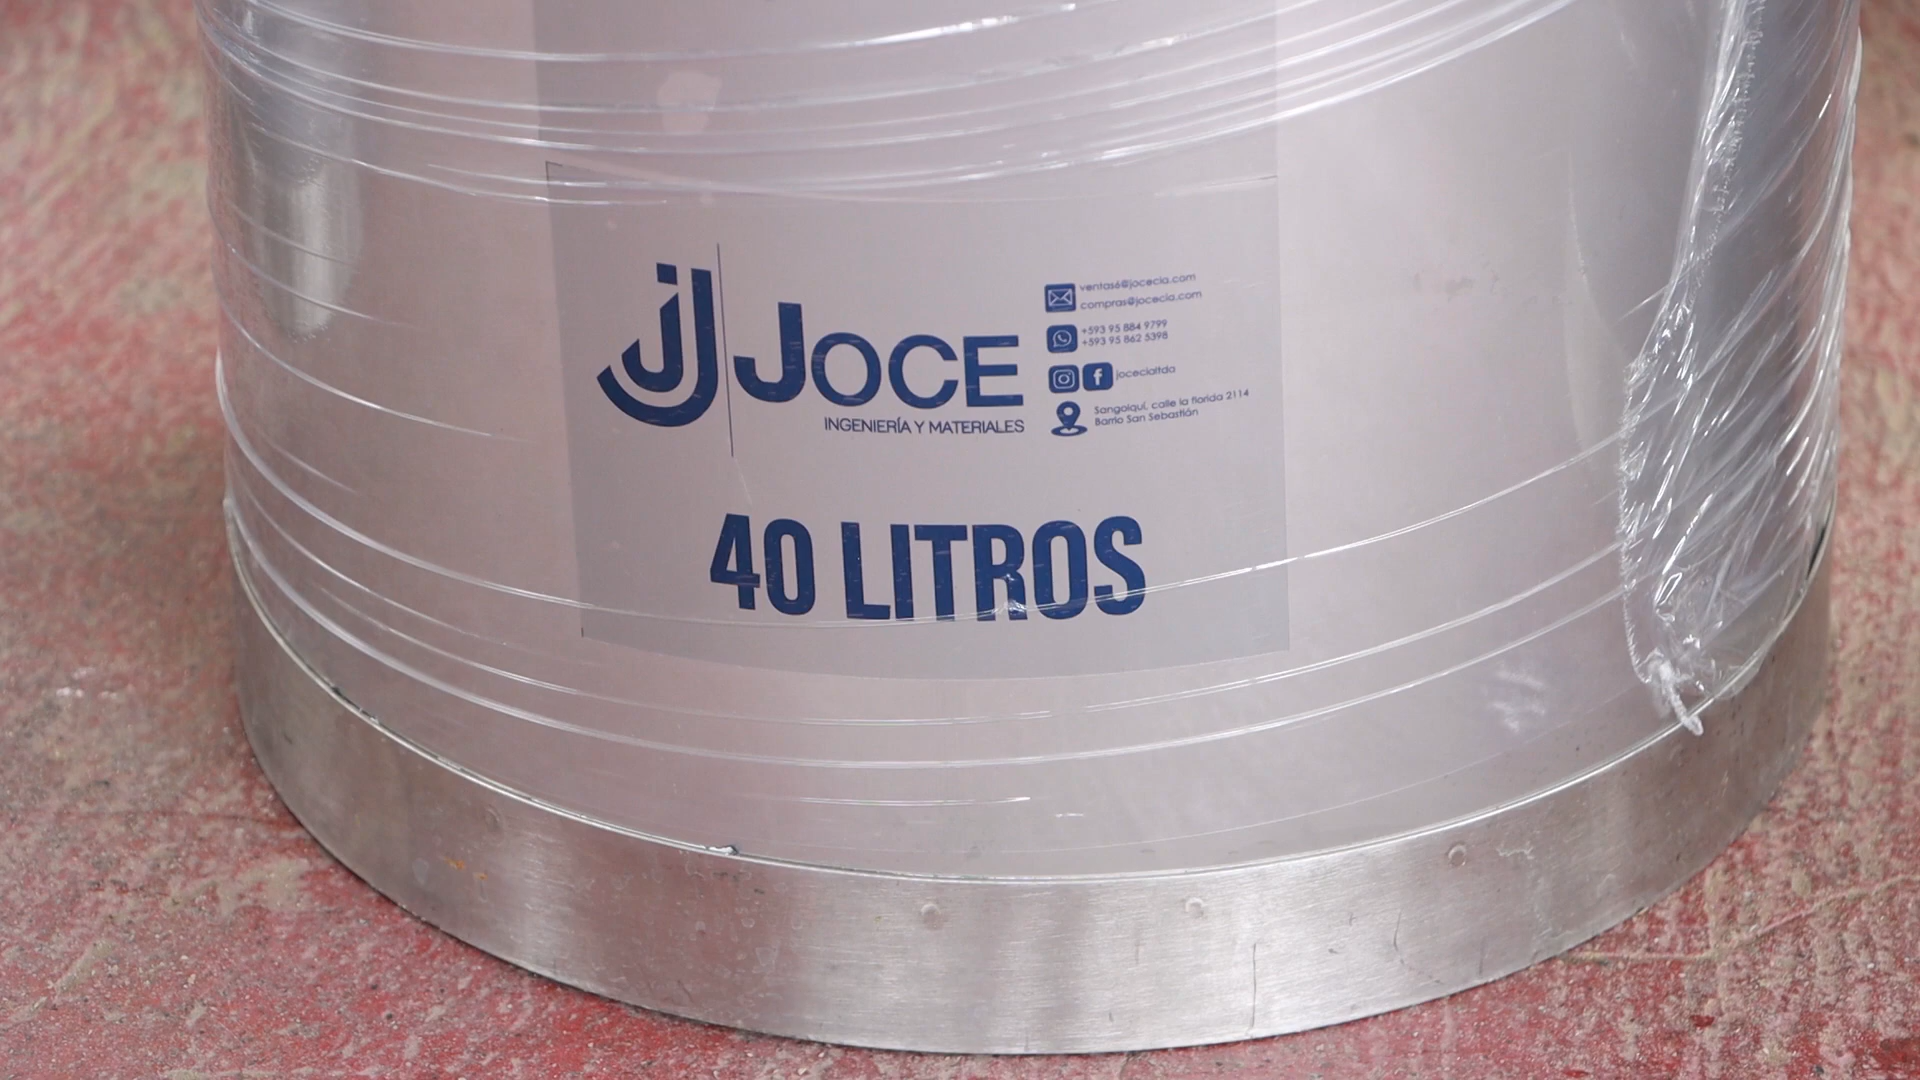 JOCE
INGENIERÍA Y MATERIALES
ventas6@jocecia.com
compras@jocecia.com
+593 95 884 9799
+593 95 862 5398
jocecialtda
Sangolquí, calle la florida 2114
Barrio San Sebastián
40 LITROS